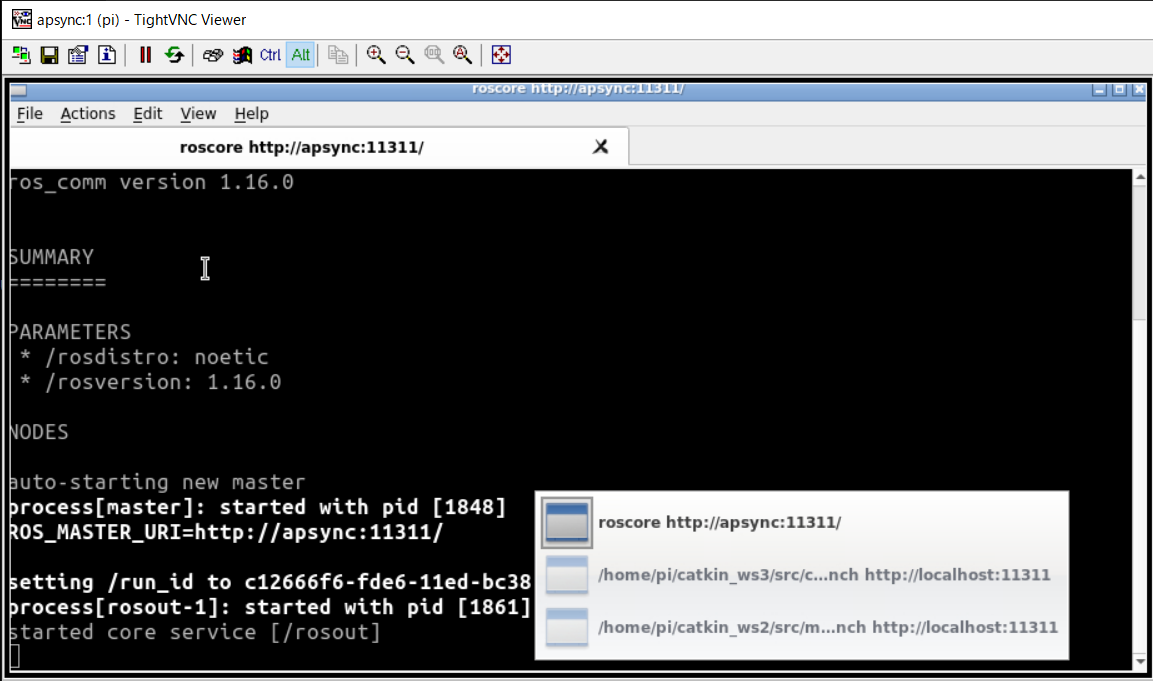 apsync:1 (pi) - TightVNC Viewer
Ctrl Alt
roscore http://apsync:11311/
File Actions Edit View Help
roscore http://apsync:11311/
ros_comm version 1.16.0
SUMMARY
========
PARAMETERS
* /rosdistro: noetic
* /rosversion: 1.16.0
NODES
auto-starting new master
process[master]: started with pid [1848]
ROS_MASTER_URI=http://apsync:11311/
setting /run_id to c12666f6-fde6-11ed-bc38
process[rosout-1]: started with pid [1861]
started core service [/rosout]
roscore http://apsync:11311/
/home/pi/catkin_ws3/src/c...nch http://localhost:11311
/home/pi/catkin_ws2/src/m...nch http://localhost:11311